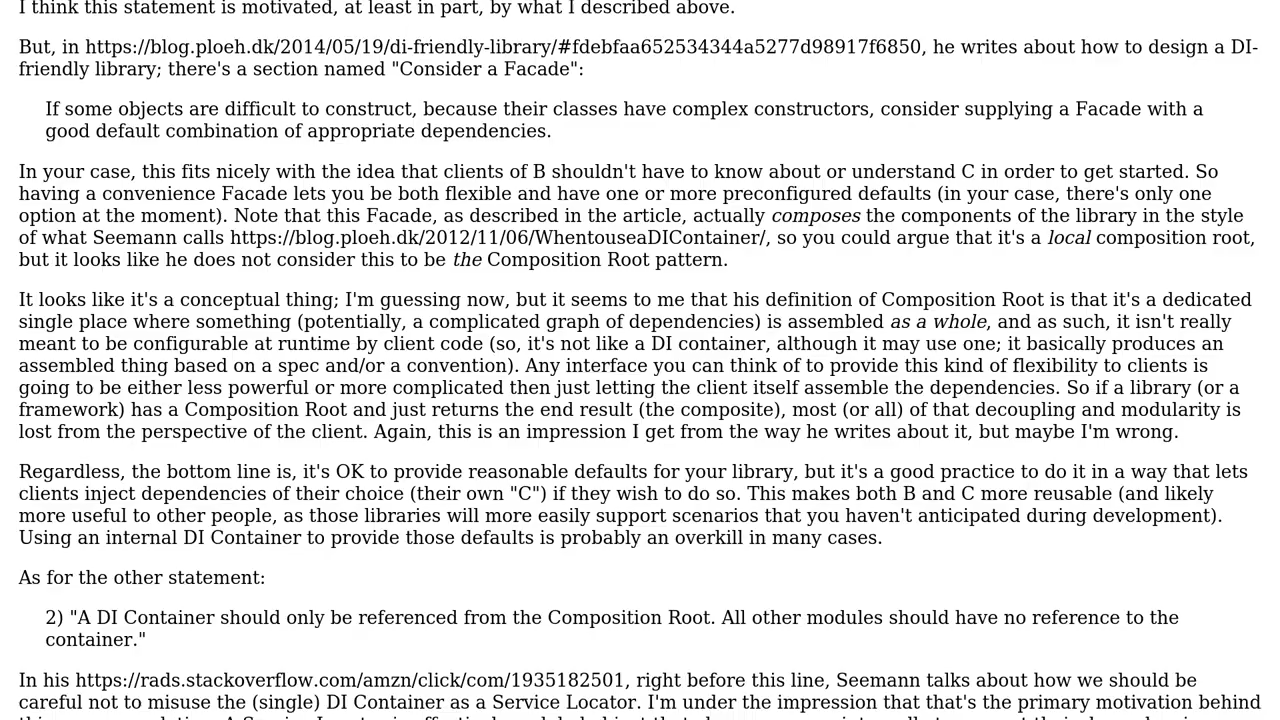 I think this statement is motivated, at least in part, by what I described above.
But, in https://blog.ploeh.dk/2014/05/19/di-friendly-library/#fdebfaa652534344a5277d98917f6850, he writes about how to design a DI-
friendly library; there's a section named "Consider a Facade":
If some objects are difficult to construct, because their classes have complex constructors, consider supplying a Facade with a
good default combination of appropriate dependencies.
In your case, this fits nicely with the idea that clients of B shouldn't have to know about or understand C in order to get started. So
having a convenience Facade lets you be both flexible and have one or more preconfigured defaults (in your case, there's only one
option at the moment). Note that this Facade, as described in the article, actually composes the components of the library in the style
of what Seemann calls https://blog.ploeh.dk/2012/11/06/WhentouseaDIContainer/, so you could argue that it's a local composition root,
but it looks like he does not consider this to be the Composition Root pattern.
It looks like it's a conceptual thing; I'm guessing now, but it seems to me that his definition of Composition Root is that it's a dedicated
single place where something (potentially, a complicated graph of dependencies) is assembled as a whole, and as such, it isn't really
meant to be configurable at runtime by client code (so, it's not like a DI container, although it may use one; it basically produces an
assembled thing based on a spec and/or a convention). Any interface you can think of to provide this kind of flexibility to clients is
going to be either less powerful or more complicated then just letting the client itself assemble the dependencies. So if a library (or a
framework) has a Composition Root and just returns the end result (the composite), most (or all) of that decoupling and modularity is
lost from the perspective of the client. Again, this is an impression I get from the way he writes about it, but maybe I'm wrong.
Regardless, the bottom line is, it's OK to provide reasonable defaults for your library, but it's a good practice to do it in a way that lets
clients inject dependencies of their choice (their own "C") if they wish to do so. This makes both B and C more reusable (and likely
more useful to other people, as those libraries will more easily support scenarios that you haven't anticipated during development).
Using an internal DI Container to provide those defaults is probably an overkill in many cases.
As for the other statement:
2) "A DI Container should only be referenced from the Composition Root. All other modules should have no reference to the
container."
In his https://rads.stackoverflow.com/amzn/click/com/1935182501, right before this line, Seemann talks about how we should be
careful not to misuse the (single) DI Container as a Service Locator. I'm under the impression that that's the primary motivation behind